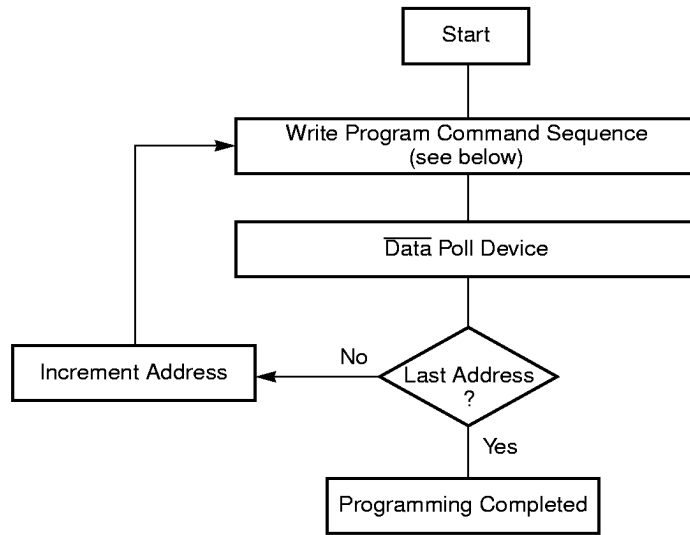 Start
Write Program Command Sequence
(see below)
Data Poll Device
No
Increment Address
Last Address
?
Yes
Programming Completed